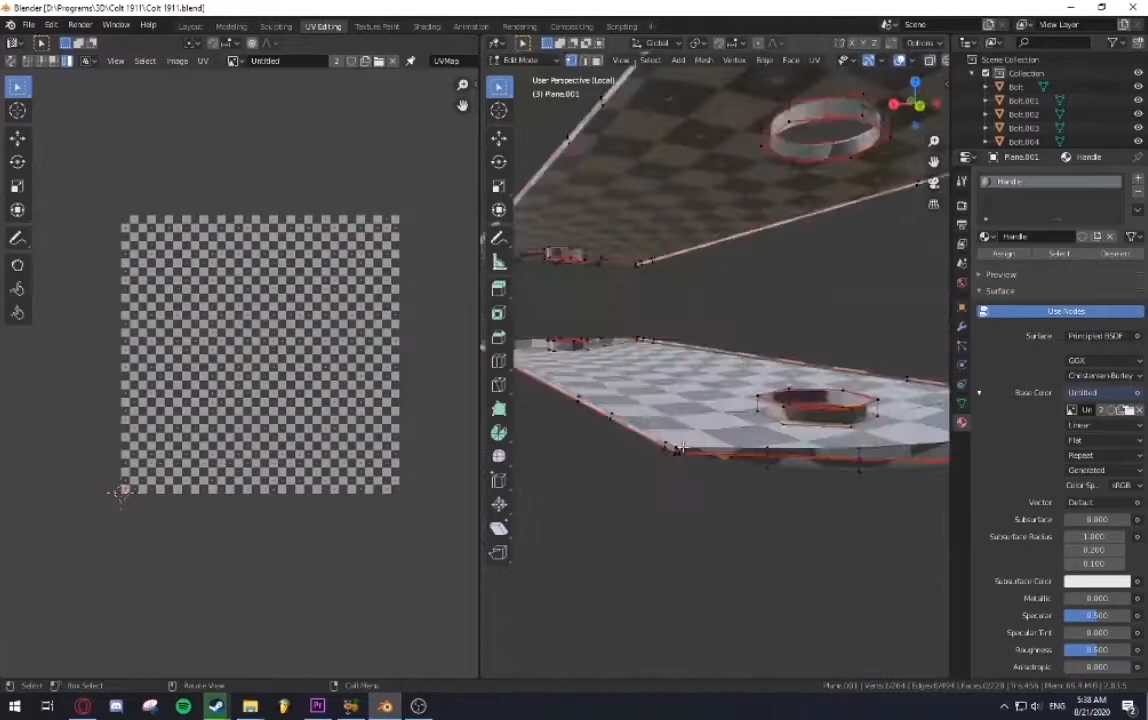 Blender [D:\Programs\3D\Colt 1911\Colt 1911.blend]
File Edit Render Window Help Layout Modeling Sculpting UV Editing Texture Paint Shading Animation Rendering Compositing Scripting Scene View Layer
Global Options
View Select Image UV Untitled 2 UVMap Edit Mode View Select Add Mesh Vertex Edge Face UV
Scene Collection
Collection
Bolt
Bolt.001
Bolt.002
Bolt.003
Bolt.004
User Perspective (Local)
(3) Plane.001
Plane.001 Handle
Handle
Handle
Assign Select Deselect
Preview
Surface
Use Nodes
Surface Principled BSDF
GGX
Christensen-Burley
Base Color Untitled
2
Linear
Flat
Repeat
Generated
Color Sp.. sRGB
Vector Default
Subsurface 0.000
Subsurface Radius 1.000
0.200
0.100
Subsurface Color
Metallic 0.000
Specular 0.500
Specular Tint 0.000
Roughness 0.500
Anisotropic 0.000
Select Box Select Rotate View Call Menu
ENG 5:38 AM
8/21/2020 2